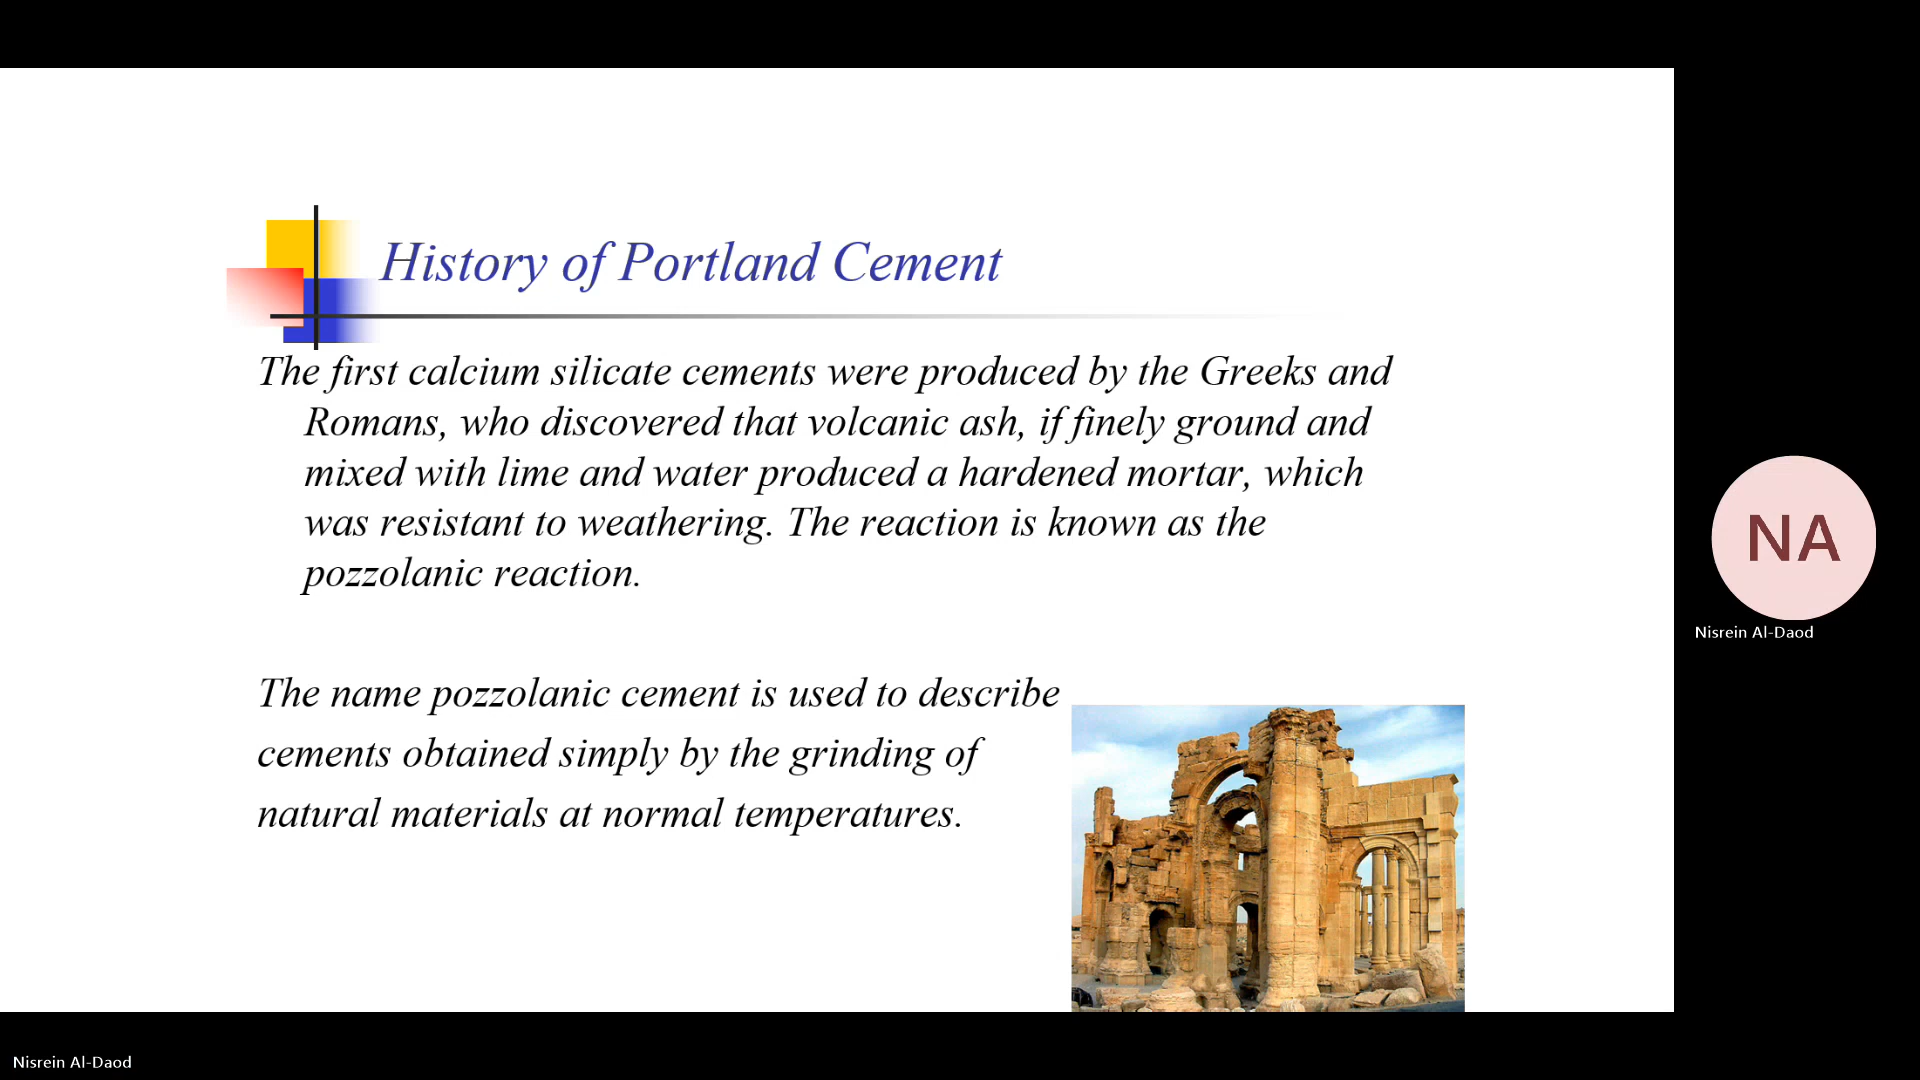 History of Portland Cement
The first calcium silicate cements were produced by the Greeks and
Romans, who discovered that volcanic ash, if finely ground and
mixed with lime and water produced a hardened mortar, which
was resistant to weathering. The reaction is known as the
pozzolanic reaction.
The name pozzolanic cement is used to describe
cements obtained simply by the grinding of
natural materials at normal temperatures.
NA
Nisrein Al-Daod
Nisrein Al-Daod